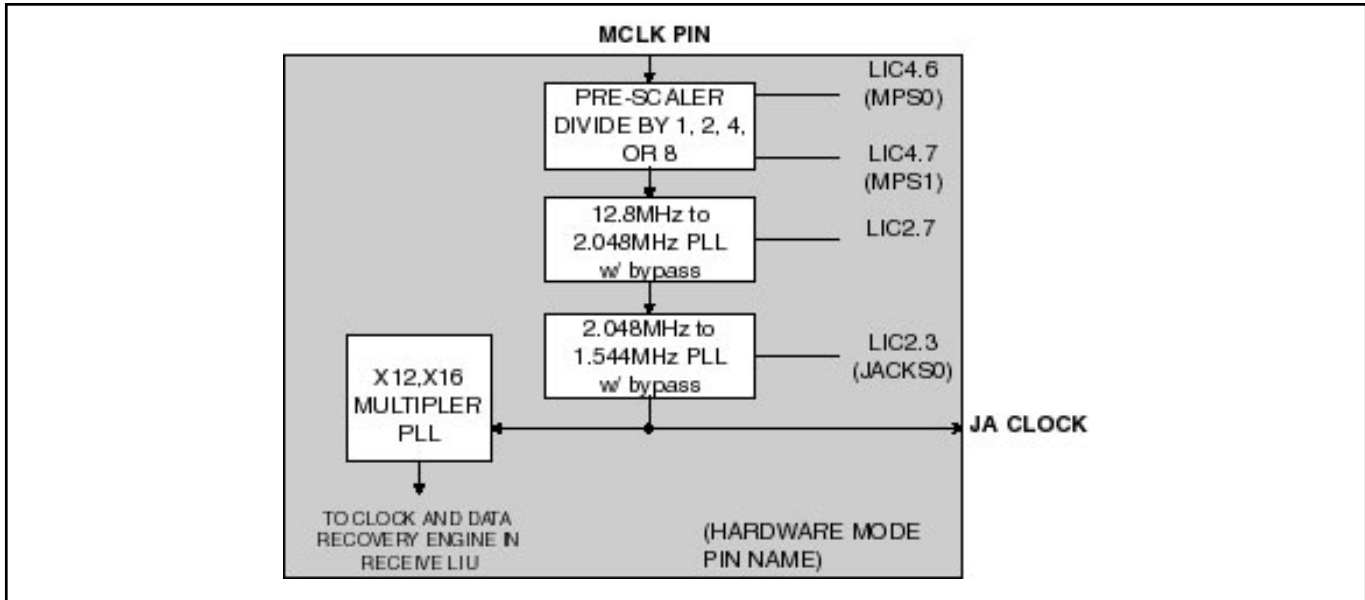 MCLK PIN
PRE-SCALER
DIVIDE BY 1, 2, 4,
OR 8
LIC4.6
(MPS0)
LIC4.7
(MPS1)
12.8MHz to
2.048MHz PLL
w/ bypass
LIC2.7
2.048MHz to
1.544MHz PLL
w/ bypass
LIC2.3
(JACKS0)
X12,X16
MULTIPLER
PLL
JA CLOCK
TO CLOCK AND DATA
RECOVERY ENGINE IN
RECEIVE LIU
(HARDWARE MODE
PIN NAME)